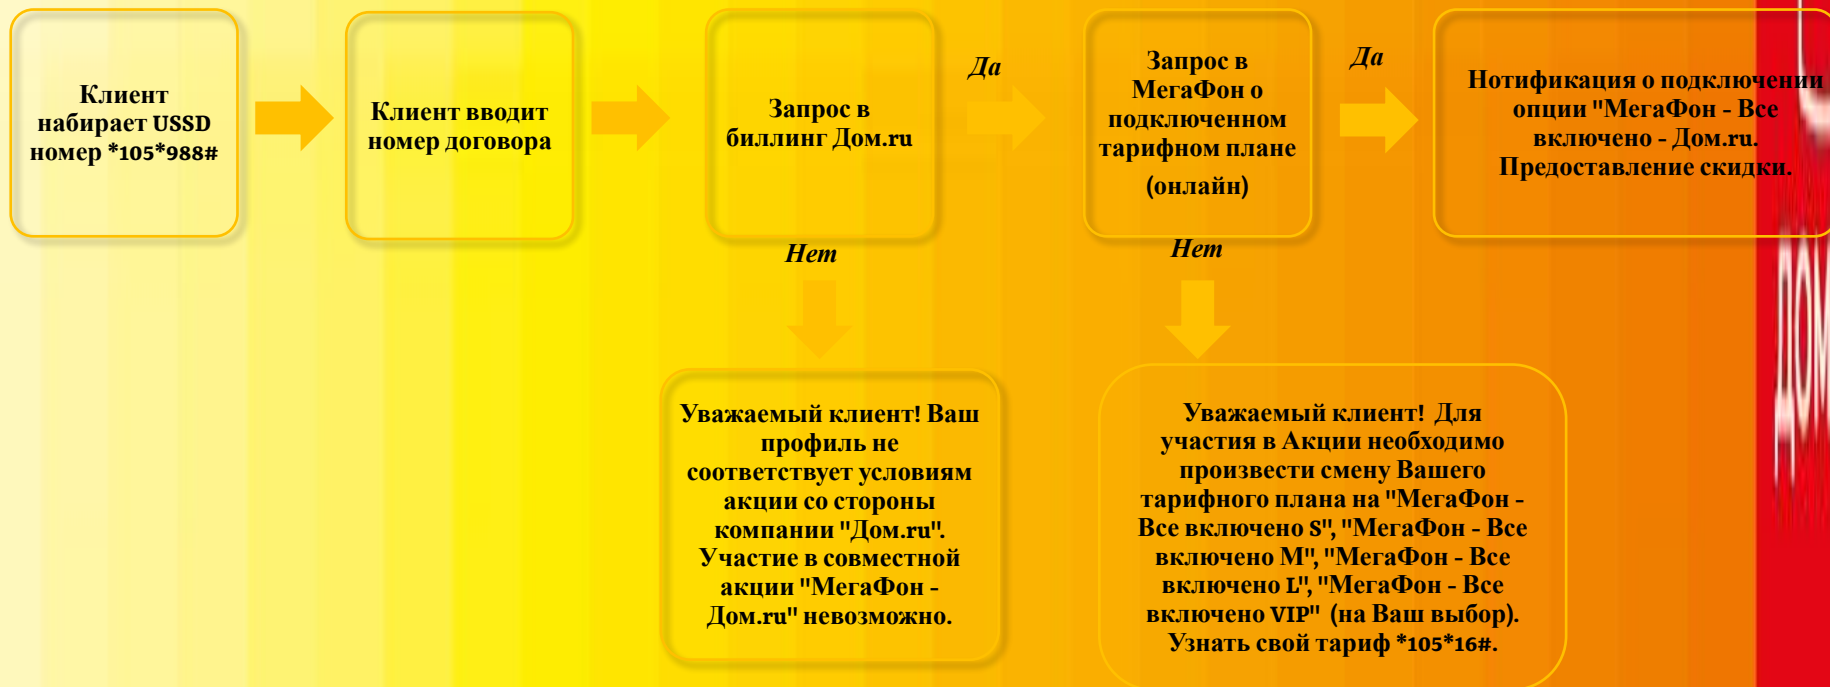 Клиент
набирает USSD
номер *105*988#
Клиент вводит
номер договора
Запрос в
биллинг Дом.ru
Да
Запрос в
МегаФон о
подключенном
тарифном плане
(онлайн)
Да
Нотификация о подключении
опции "МегаФон - Все
включено - Дом.ru.
Предоставление скидки.
Нет
Нет
Уважаемый клиент! Ваш
профиль не
соответствует условиям
акции со стороны
компании "Дом.ru".
Участие в совместной
акции "МегаФон -
Дом.ru" невозможно.
Уважаемый клиент! Для
участия в Акции необходимо
произвести смену Вашего
тарифного плана на "МегаФон -
Все включено S", "МегаФон - Все
включено M", "МегаФон - Все
включено L", "МегаФон - Все
включено VIP" (на Ваш выбор).
Узнать свой тариф *105*16#.
ДОМ